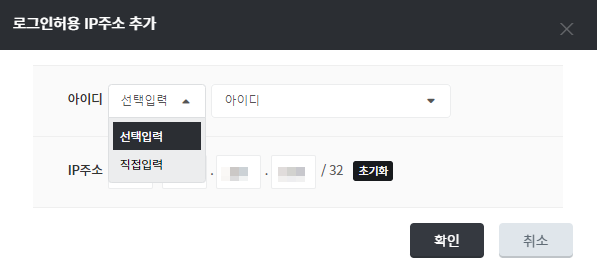 로그인허용 IP주소 추가
아이디 선택입력 아이디
선택입력
직접입력
IP주소 . . / 32 초기화
확인 취소